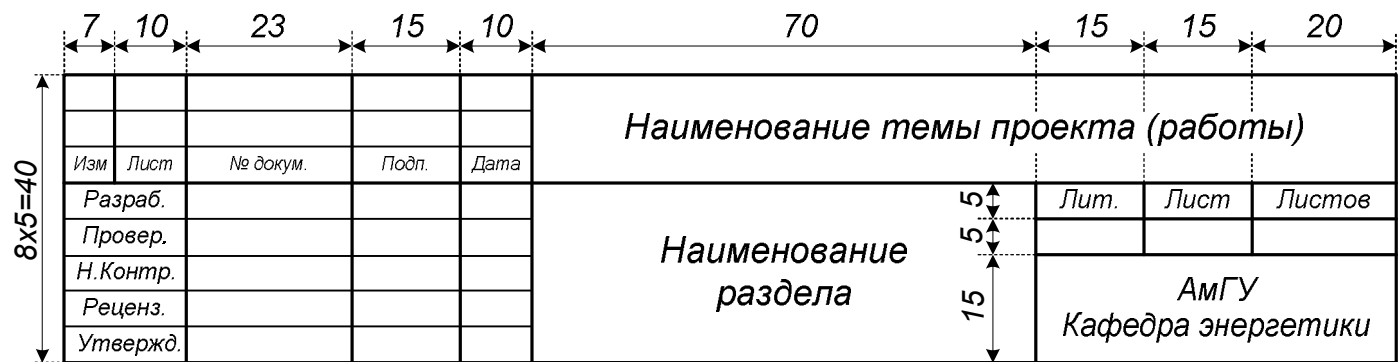 7 10 23 15 10 70 15 15 20
8х5=40
Наименование темы проекта (работы)
Изм Лист № докум. Подп. Дата
Разраб.
Провер.
Н.Контр.
Реценз.
Утвержд.
Наименование
раздела
5
5
15
Лит. Лист Листов
АмГУ
Кафедра энергетики